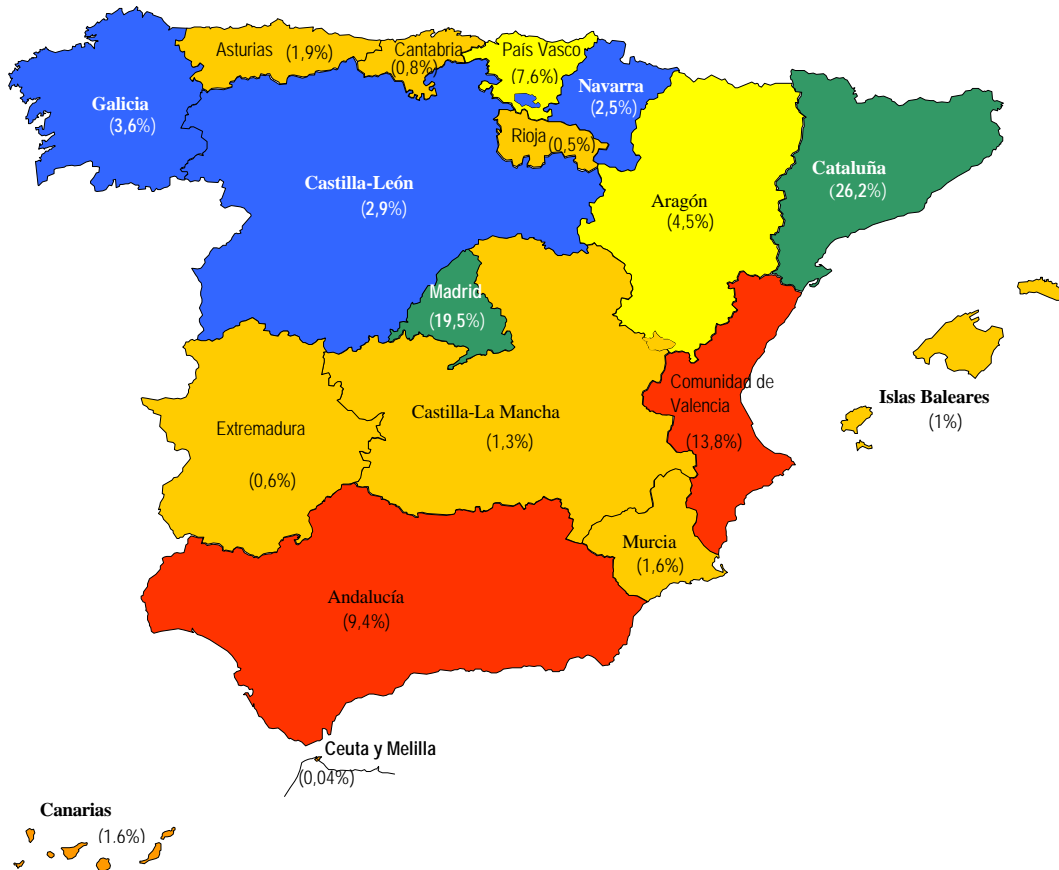 Asturias (1,9%)
Cantabria
(0,8%)
País Vasco
(7.6%)
Galicia
(3,6%)
Navarra
(2,5%)
Rioja (0,5%)
Castilla-León
(2,9%)
Cataluña
(26,2%)
Aragón
(4,5%)
Madrid
(19,5%)
Comunidad de
Valencia
(13,8%)
Islas Baleares
(1%)
Castilla-La Mancha
(1,3%)
Extremadura
(0,6%)
Murcia
(1,6%)
Andalucía
(9,4%)
Ceuta y Melilla
(0,04%)
Canarias
(1.6%)